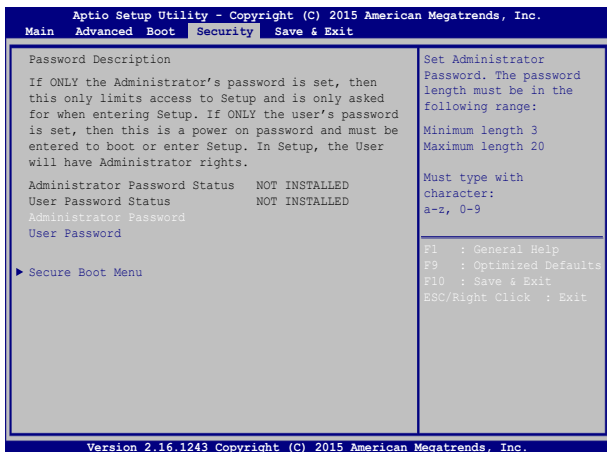 Aptio Setup Utility - Copyright (C) 2015 American Megatrends, Inc.
Main Advanced Boot Security Save & Exit
Password Description
If ONLY the Administrator's password is set, then
this only limits access to Setup and is only asked
for when entering Setup. If ONLY the user's password
is set, then this is a power on password and must be
entered to boot or enter Setup. In Setup, the User
will have Administrator rights.
Administrator Password Status NOT INSTALLED
User Password Status NOT INSTALLED
Administrator Password
User Password
Secure Boot Menu
Set Administrator
Password. The password
length must be in the
following range:
Minimum length 3
Maximum length 20
Must type with
character:
a-z, 0-9
F1 : General Help
F9 : Optimized Defaults
F10 : Save & Exit
ESC/Right Click : Exit
Version 2.16.1243 Copyright (C) 2015 American Megatrends, Inc.